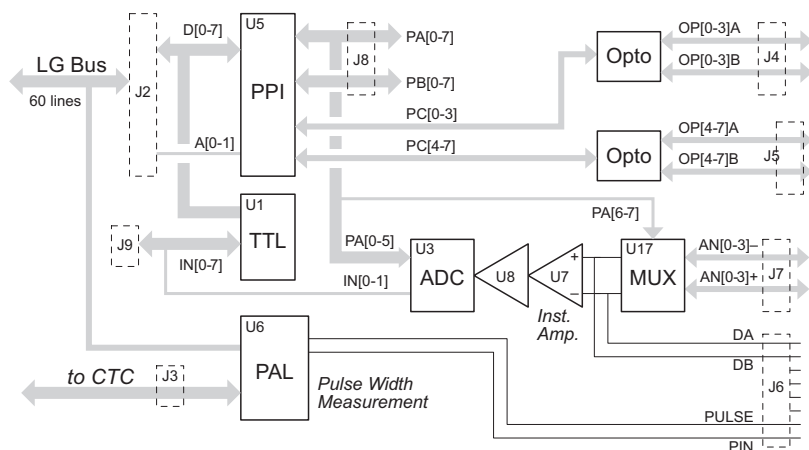 D[0-7]
U5
PPI
LG Bus
60 lines
J2
A[0-1]
PA[0-7]
J8
PB[0-7]
PC[0-3]
PC[4-7]
Opto
OP[0-3]A
OP[0-3]B
J4
Opto
OP[4-7]A
OP[4-7]B
J5
U1
TTL
J9
IN[0-7]
PA[0-5]
IN[0-1]
U3
ADC
U8
U7
+
–
Inst.
Amp.
PA[6-7]
U17
MUX
AN[0-3]–
AN[0-3]+
J7
U6
PAL
to CTC
J3
Pulse Width
Measurement
DA
DB
J6
PULSE
PIN